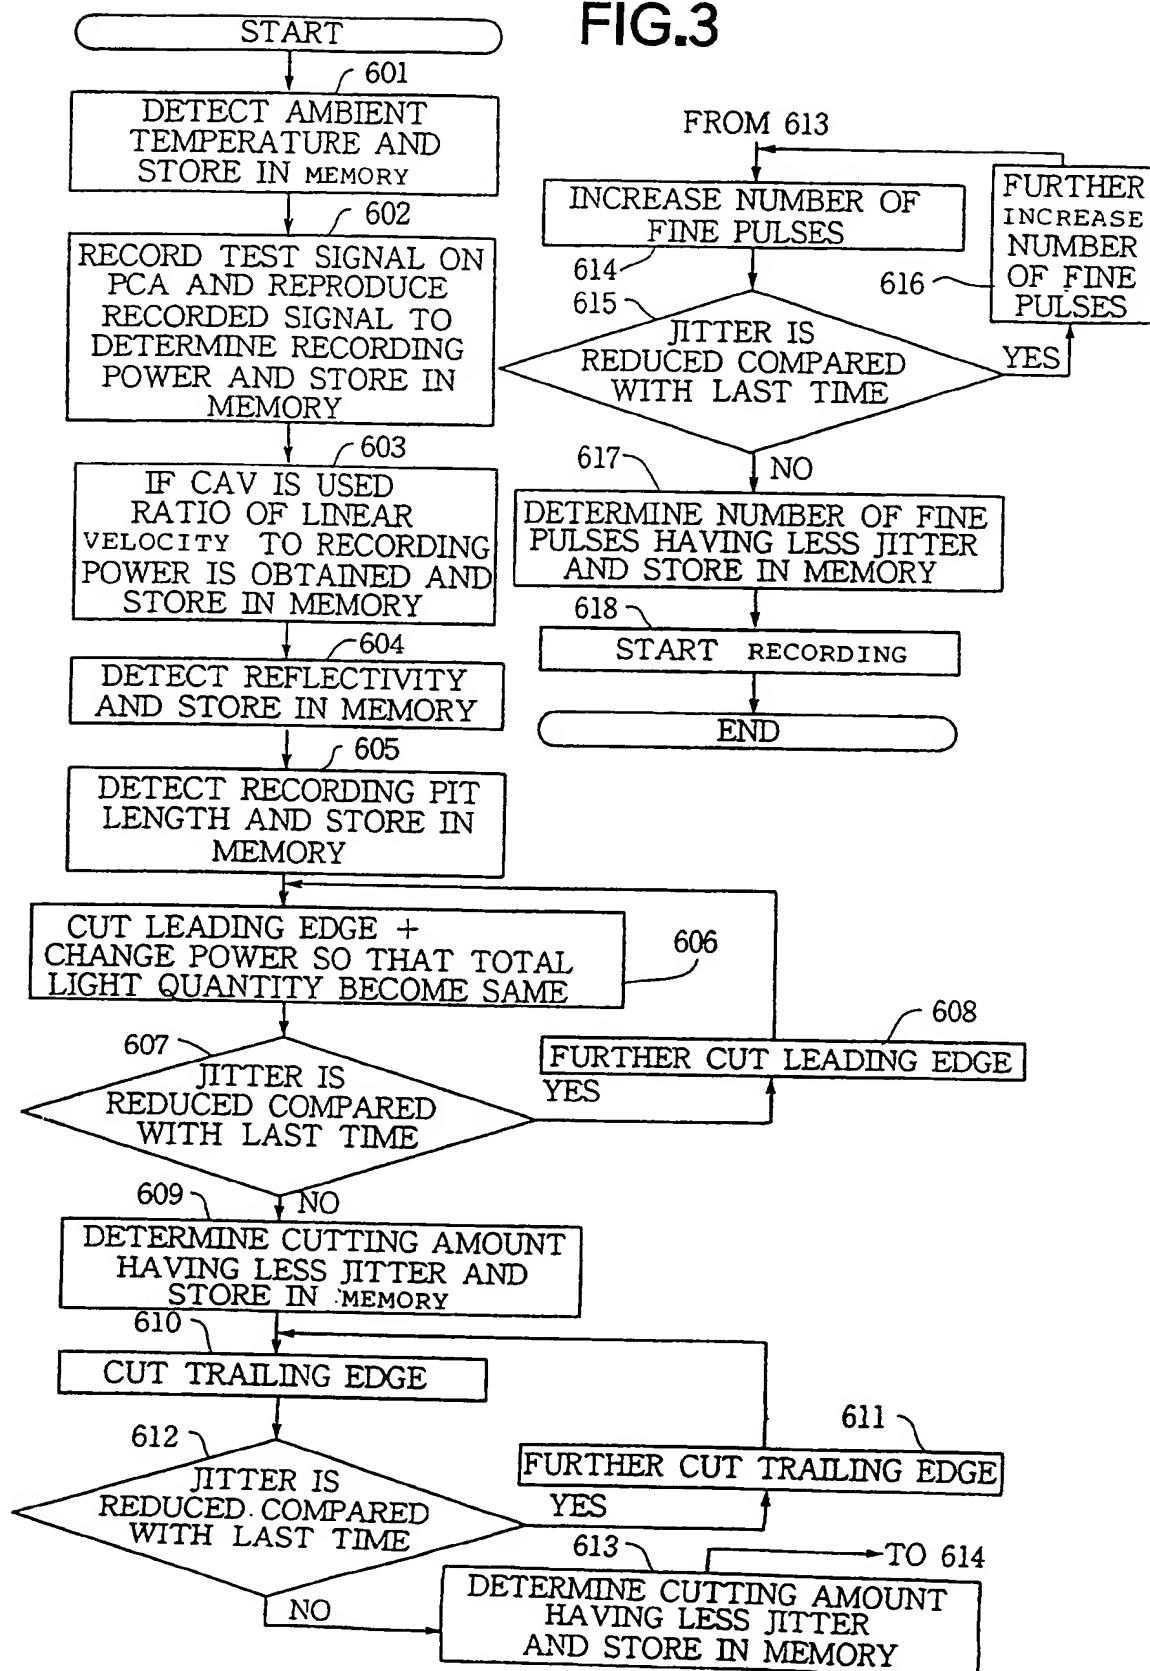 FIG.3
START
601
DETECT AMBIENT
TEMPERATURE AND
STORE IN MEMORY
602
RECORD TEST SIGNAL ON
PCA AND REPRODUCE
RECORDED SIGNAL TO
DETERMINE RECORDING
POWER AND STORE IN
MEMORY
603
IF CAV IS USED
RATIO OF LINEAR
VELOCITY TO RECORDING
POWER IS OBTAINED AND
STORE IN MEMORY
604
DETECT REFLECTIVITY
AND STORE IN MEMORY
605
DETECT RECORDING PIT
LENGTH AND STORE IN
MEMORY
CUT LEADING EDGE +
CHANGE POWER SO THAT TOTAL
LIGHT QUANTITY BECOME SAME
606
607
JITTER IS
REDUCED COMPARED
WITH LAST TIME
YES
608
FURTHER CUT LEADING EDGE
NO
609
DETERMINE CUTTING AMOUNT
HAVING LESS JITTER AND
STORE IN MEMORY
610
CUT TRAILING EDGE
612
JITTER IS
REDUCED COMPARED
WITH LAST TIME
YES
611
FURTHER CUT TRAILING EDGE
NO
613
TO 614
DETERMINE CUTTING AMOUNT
HAVING LESS JITTER
AND STORE IN MEMORY
FROM 613
INCREASE NUMBER OF
FINE PULSES
614
615
JITTER IS
REDUCED COMPARED
WITH LAST TIME
YES
616
FURTHER
INCREASE
NUMBER
OF FINE
PULSES
NO
617
DETERMINE NUMBER OF FINE
PULSES HAVING LESS JITTER
AND STORE IN MEMORY
618
START RECORDING
END